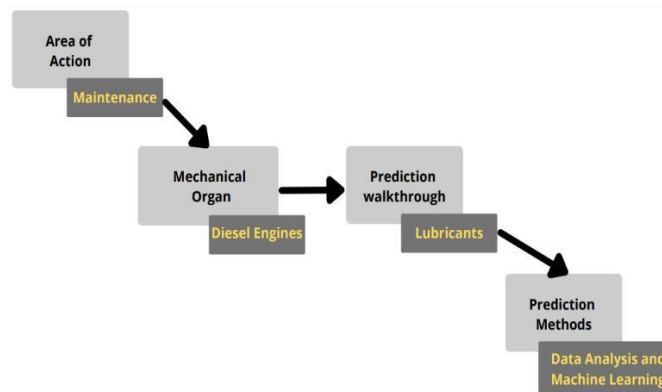 Area of
Action
Maintenance
Mechanical
Organ
Diesel Engines
Prediction
walkthrough
Lubricants
Prediction
Methods
Data Analysis and
Machine Learning